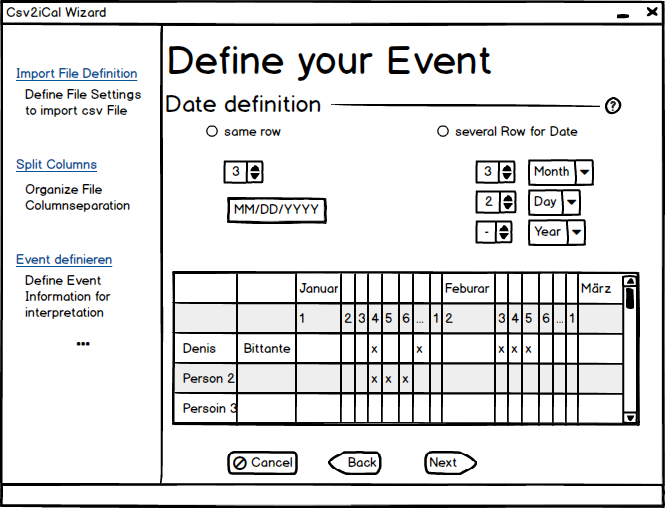 Csv2iCal Wizard
Import File Definition
Define File Settings
to import csv File
Split Columns
Organize File
Columnseparation
Event definieren
Define Event
Information for
interpretation
...
Define your Event
Date definition ?
same row
several Row for Date
3
3 Month
MM/DD/YYYY
2 Day
- Year
Januar Feburar März
1 2 3 4 5 6 ... 1 2 3 4 5 6 ... 1
Denis Bittante x x x x x
Person 2 x x x
Persoin 3
Cancel Back Next